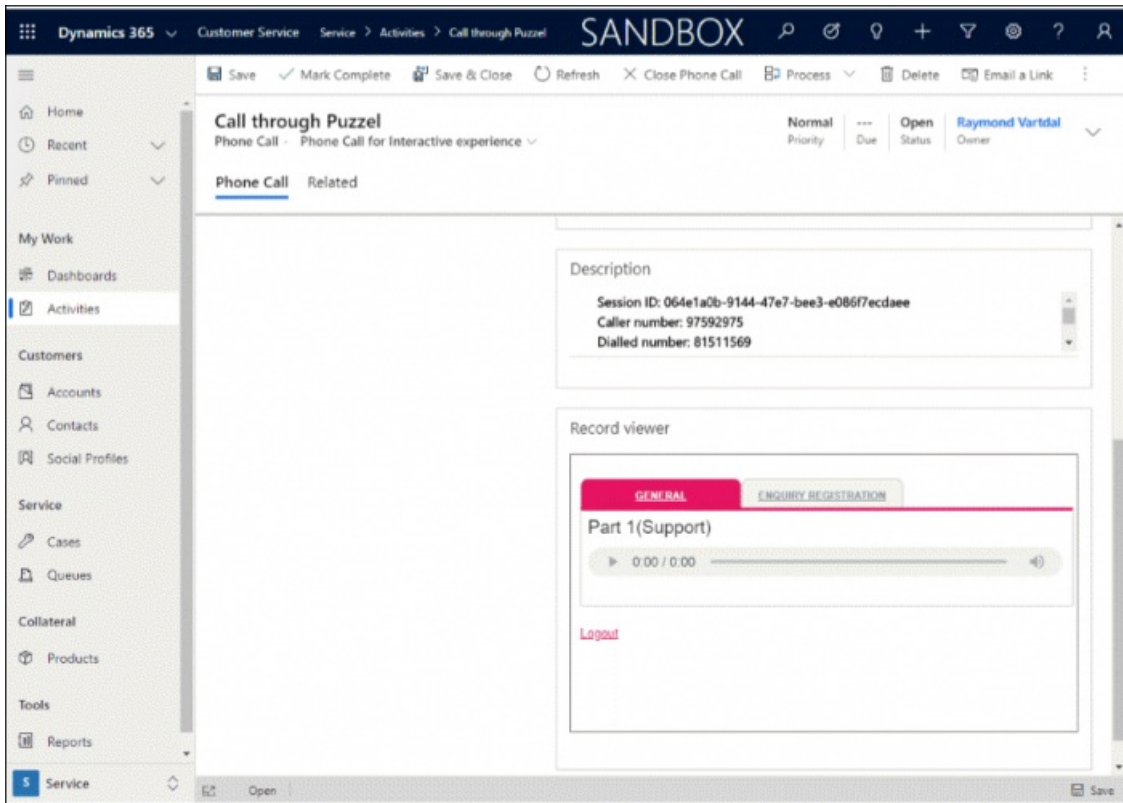 Dynamics 365 Customer Service Service > Activities > Call through Puzzel SANDBOX
Save Mark Complete Save & Close Refresh Close Phone Call Process Delete Email a Link
Home
Recent
Pinned
My Work
Dashboards
Activities
Customers
Accounts
Contacts
Social Profiles
Service
Cases
Queues
Collateral
Products
Tools
Reports
S Service
Call through Puzzel
Phone Call · Phone Call for Interactive experience
Normal --- Open Raymond Vartdal
Priority Due Status Owner
Phone Call Related
Description
Session ID: 064e1a0b-9144-47e7-bee3-e086f7ecdaee
Caller number: 97592975
Dialled number: 81511569
Record viewer
GENERAL ENQUIRY REGISTRATION
Part 1(Support)
0:00 / 0:00
Logout
Open Save